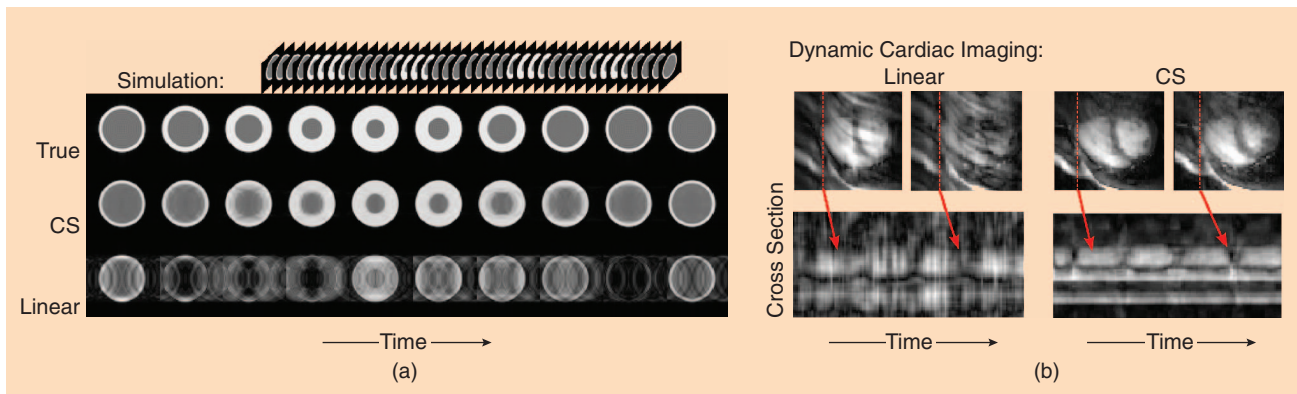 Simulation:
True
CS
Linear
Time
(a)
Dynamic Cardiac Imaging:
Linear
CS
Cross Section
Time
Time
(b)